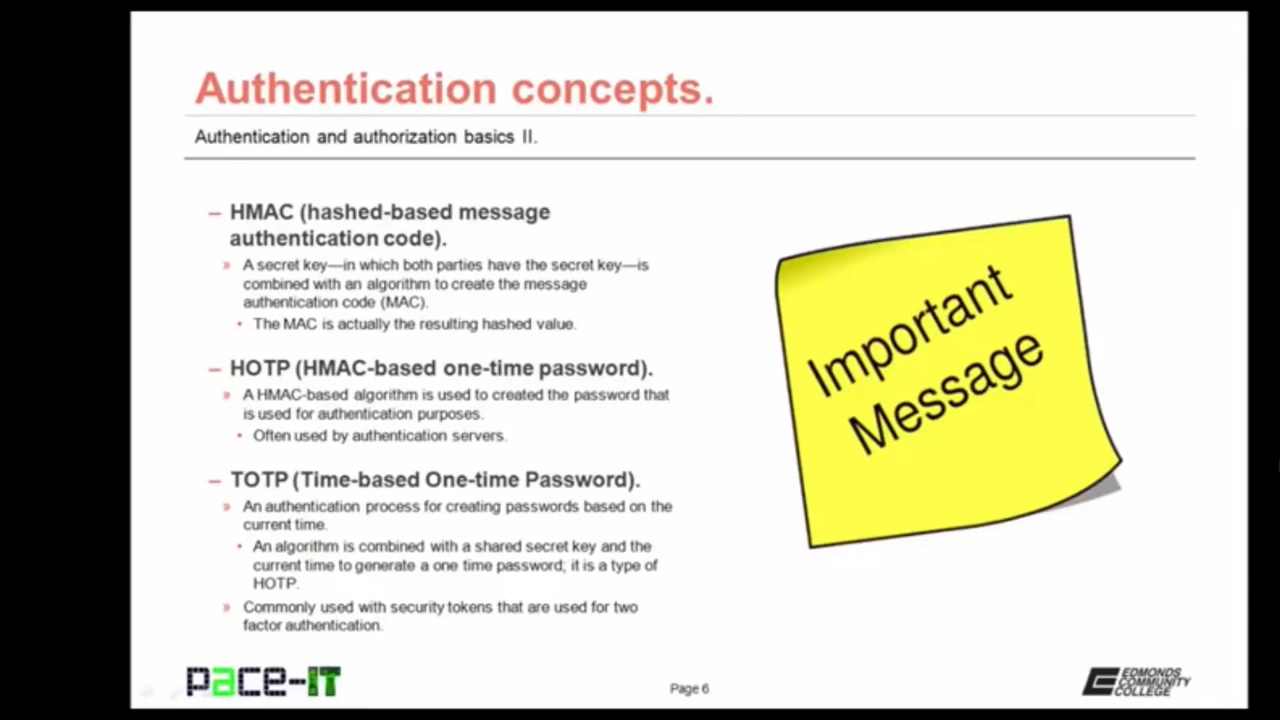 Authentication concepts.
Authentication and authorization basics II.
– HMAC (hashed-based message
authentication code).
» A secret key—in which both parties have the secret key—is
combined with an algorithm to create the message
authentication code (MAC).
• The MAC is actually the resulting hashed value.
– HOTP (HMAC-based one-time password).
» A HMAC-based algorithm is used to created the password that
is used for authentication purposes.
• Often used by authentication servers.
– TOTP (Time-based One-time Password).
» An authentication process for creating passwords based on the
current time.
• An algorithm is combined with a shared secret key and the
current time to generate a one time password; it is a type of
HOTP.
» Commonly used with security tokens that are used for two
factor authentication.
Important
Message
pace-IT
Page 6
EDMONDS
COMMUNITY
COLLEGE